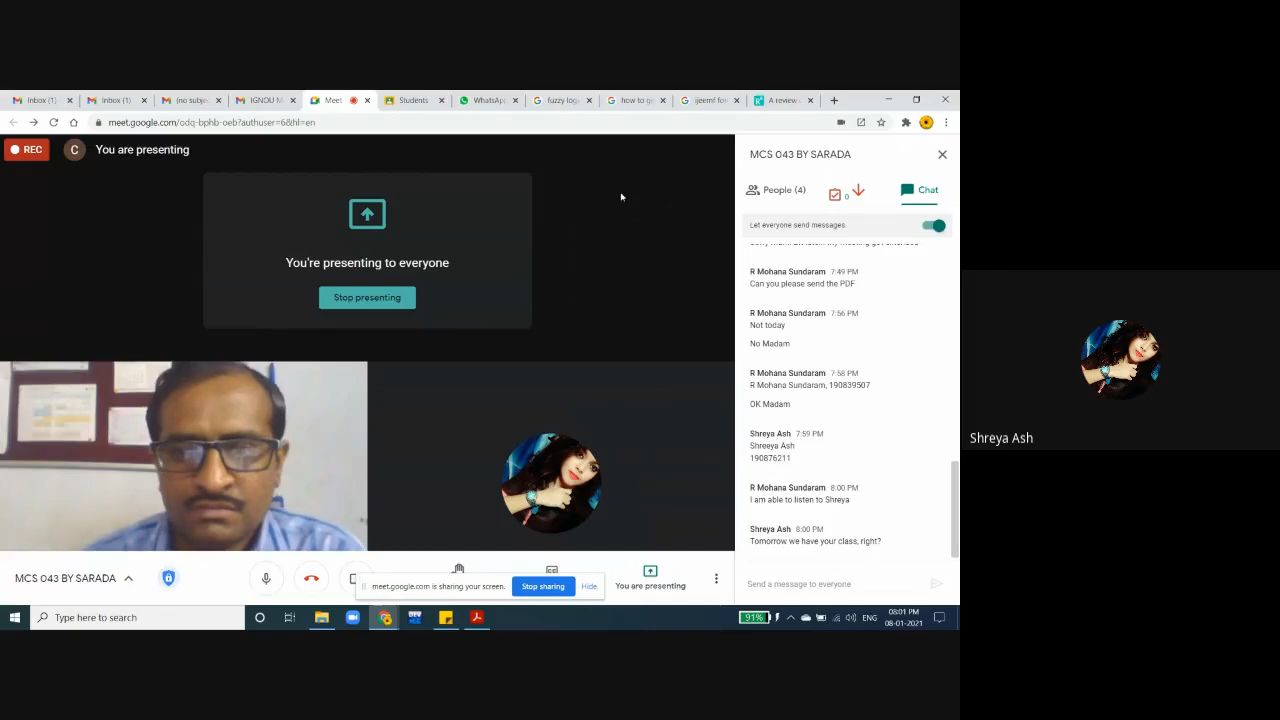 Inbox (1)
Inbox (1)
(no subje
IGNOU M
Meet
Students
WhatsAp
fuzzy logi
how to ge
ijeernf for
A review o
meet.google.com/odq-bphb-oeb?authuser=6&hl=en
REC
C
You are presenting
You're presenting to everyone
Stop presenting
MCS 043 BY SARADA
People (4)
0
Chat
Let everyone send messages
R Mohana Sundaram 7:49 PM
Can you please send the PDF
R Mohana Sundaram 7:56 PM
Not today
No Madam
R Mohana Sundaram 7:58 PM
R Mohana Sundaram, 190839507
OK Madam
Shreya Ash 7:59 PM
Shreeya Ash
190876211
R Mohana Sundaram 8:00 PM
I am able to listen to Shreya
Shreya Ash 8:00 PM
Tomorrow we have your class, right?
Send a message to everyone
MCS 043 BY SARADA
meet.google.com is sharing your screen.
Stop sharing
Hide
You are presenting
Type here to search
91%
ENG
08:01 PM
08-01-2021
Shreya Ash